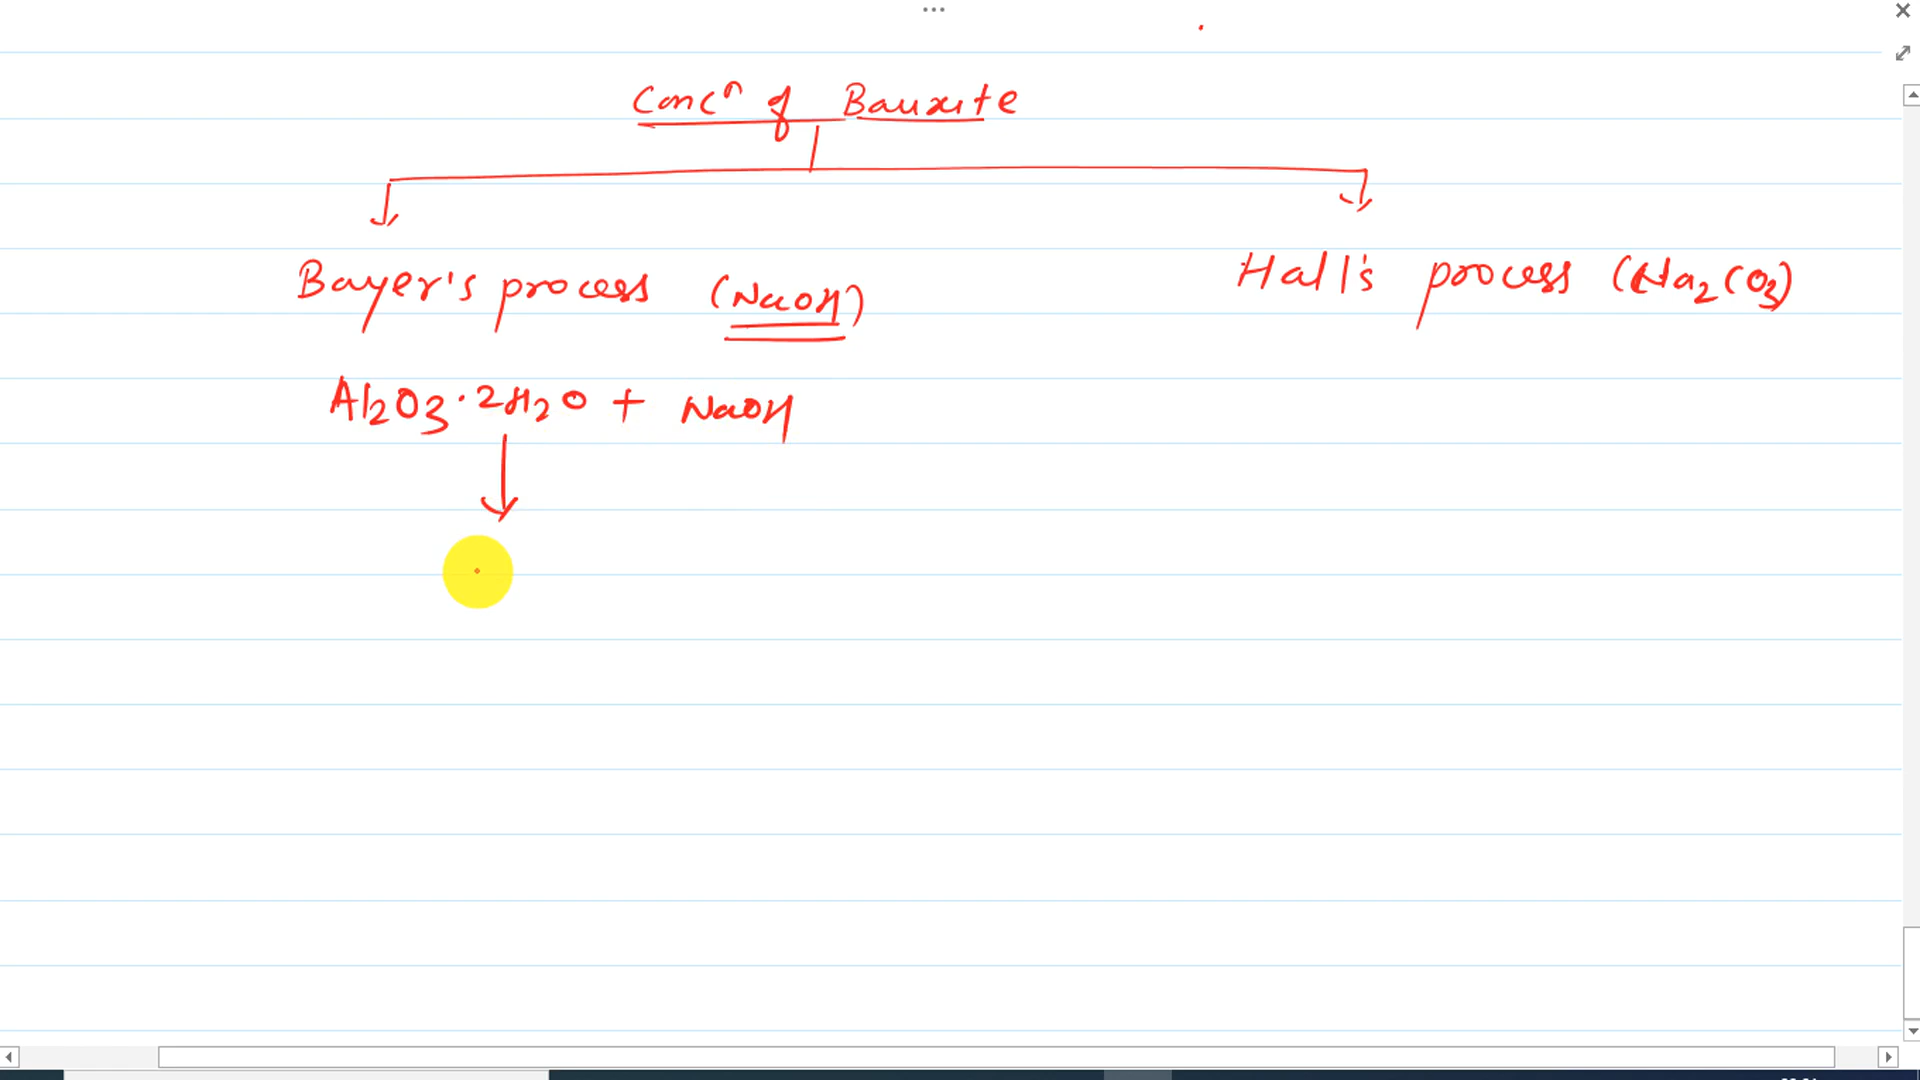 Concⁿ of Bauxite
Bayer's process (NaOH)
Hall's process (Na₂CO₃)
Al₂O₃·2H₂O + NaOH